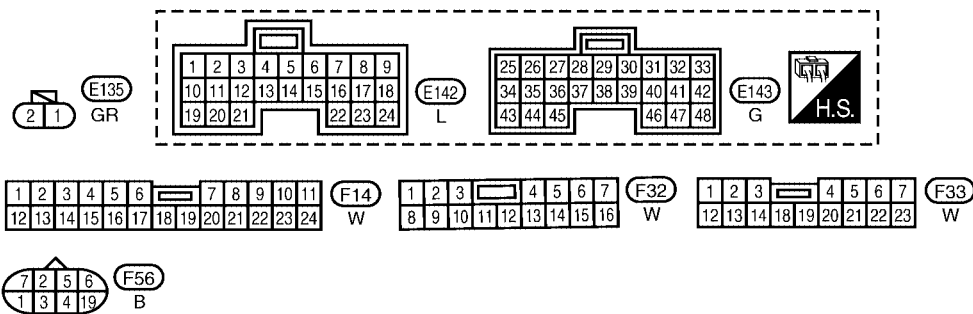 1 2 3 4 5 6 7 8 9
10 11 12 13 14 15 16 17 18
19 20 21 22 23 24
E142
L
25 26 27 28 29 30 31 32 33
34 35 36 37 38 39 40 41 42
43 44 45 46 47 48
E143
G
H.S.
2 1
E135
GR
1 2 3 4 5 6 7 8 9 10 11
12 13 14 15 16 17 18 19 20 21 22 23 24
F14
W
1 2 3 4 5 6 7
8 9 10 11 12 13 14 15 16
F32
W
1 2 3 4 5 6 7
12 13 14 18 19 20 21 22 23
F33
W
7 2 5 6
1 3 4 19
F56
B